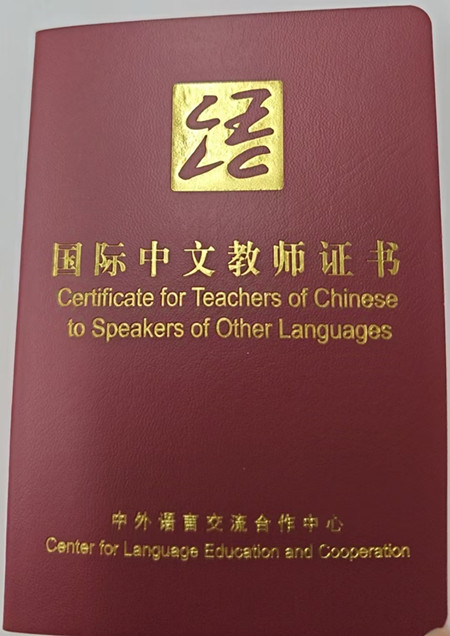 国际中文教师证书
Certificate for Teachers of Chinese
to Speakers of Other Languages
中外语言交流合作中心
Center for Language Education and Cooperation